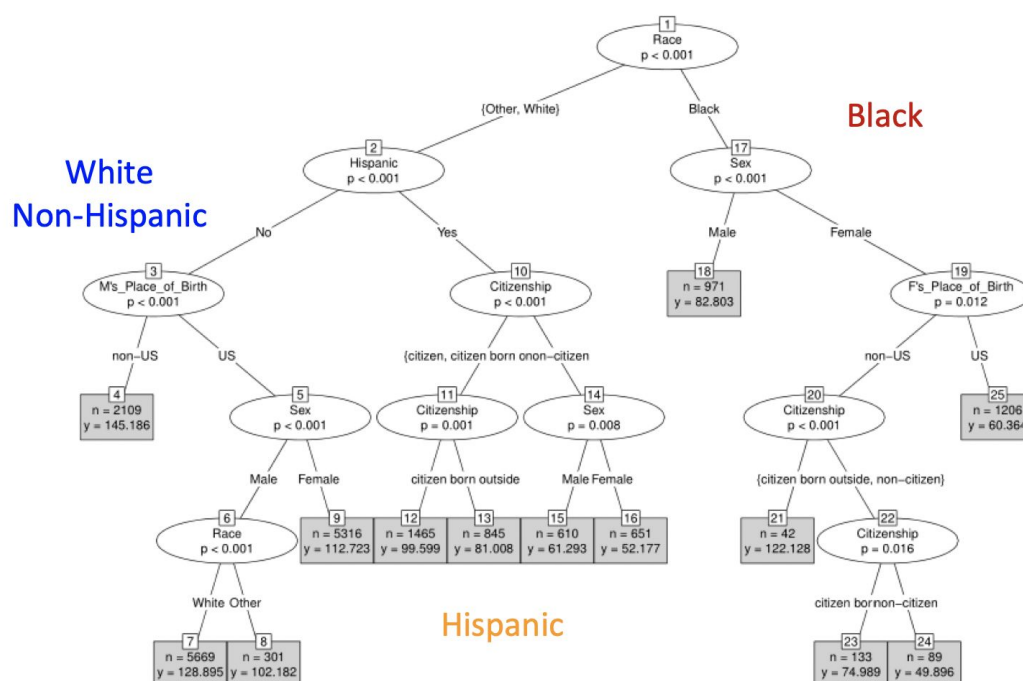 1
Race
p < 0.001
{Other, White}
Black
Black
2
Hispanic
p < 0.001
17
Sex
p < 0.001
White
Non-Hispanic
No
Yes
Male
Female
3
M's_Place_of_Birth
p < 0.001
10
Citizenship
p < 0.001
18
n = 971
y = 82.803
19
F's_Place_of_Birth
p = 0.012
non-US
US
{citizen, citizen born onon-citizen
non-US
US
4
n = 2109
y = 145.186
5
Sex
p < 0.001
11
Citizenship
p = 0.001
14
Sex
p = 0.008
20
Citizenship
p < 0.001
25
n = 1206
y = 60.364
Male
Female
citizen born outside
Male Female
{citizen born outside, non-citizen}
6
Race
p < 0.001
9
n = 5316
y = 112.723
12
n = 1465
y = 99.599
13
n = 845
y = 81.008
15
n = 610
y = 61.293
16
n = 651
y = 52.177
21
n = 42
y = 122.128
22
Citizenship
p = 0.016
White Other
Hispanic
citizen bornon-citizen
7
n = 5669
y = 128.895
8
n = 301
y = 102.182
23
n = 133
y = 74.989
24
n = 89
y = 49.896